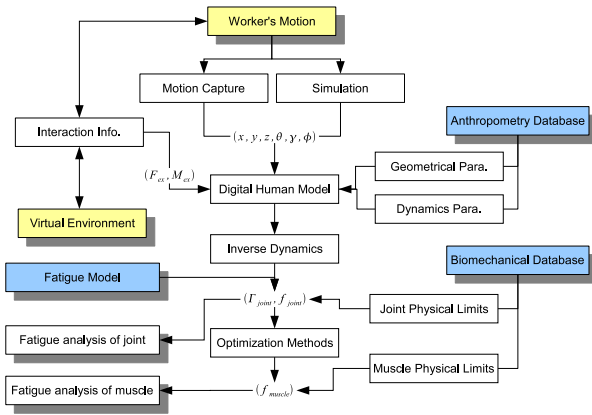 Worker's Motion
Motion Capture
Simulation
Interaction Info.
(x, y, z, θ, γ, ϕ)
Anthropometry Database
(F_ex, M_ex)
Geometrical Para.
Digital Human Model
Dynamics Para.
Virtual Environment
Inverse Dynamics
Fatigue Model
Biomechanical Database
(Γ_joint, f_joint)
Joint Physical Limits
Fatigue analysis of joint
Optimization Methods
Muscle Physical Limits
Fatigue analysis of muscle
(f_muscle)